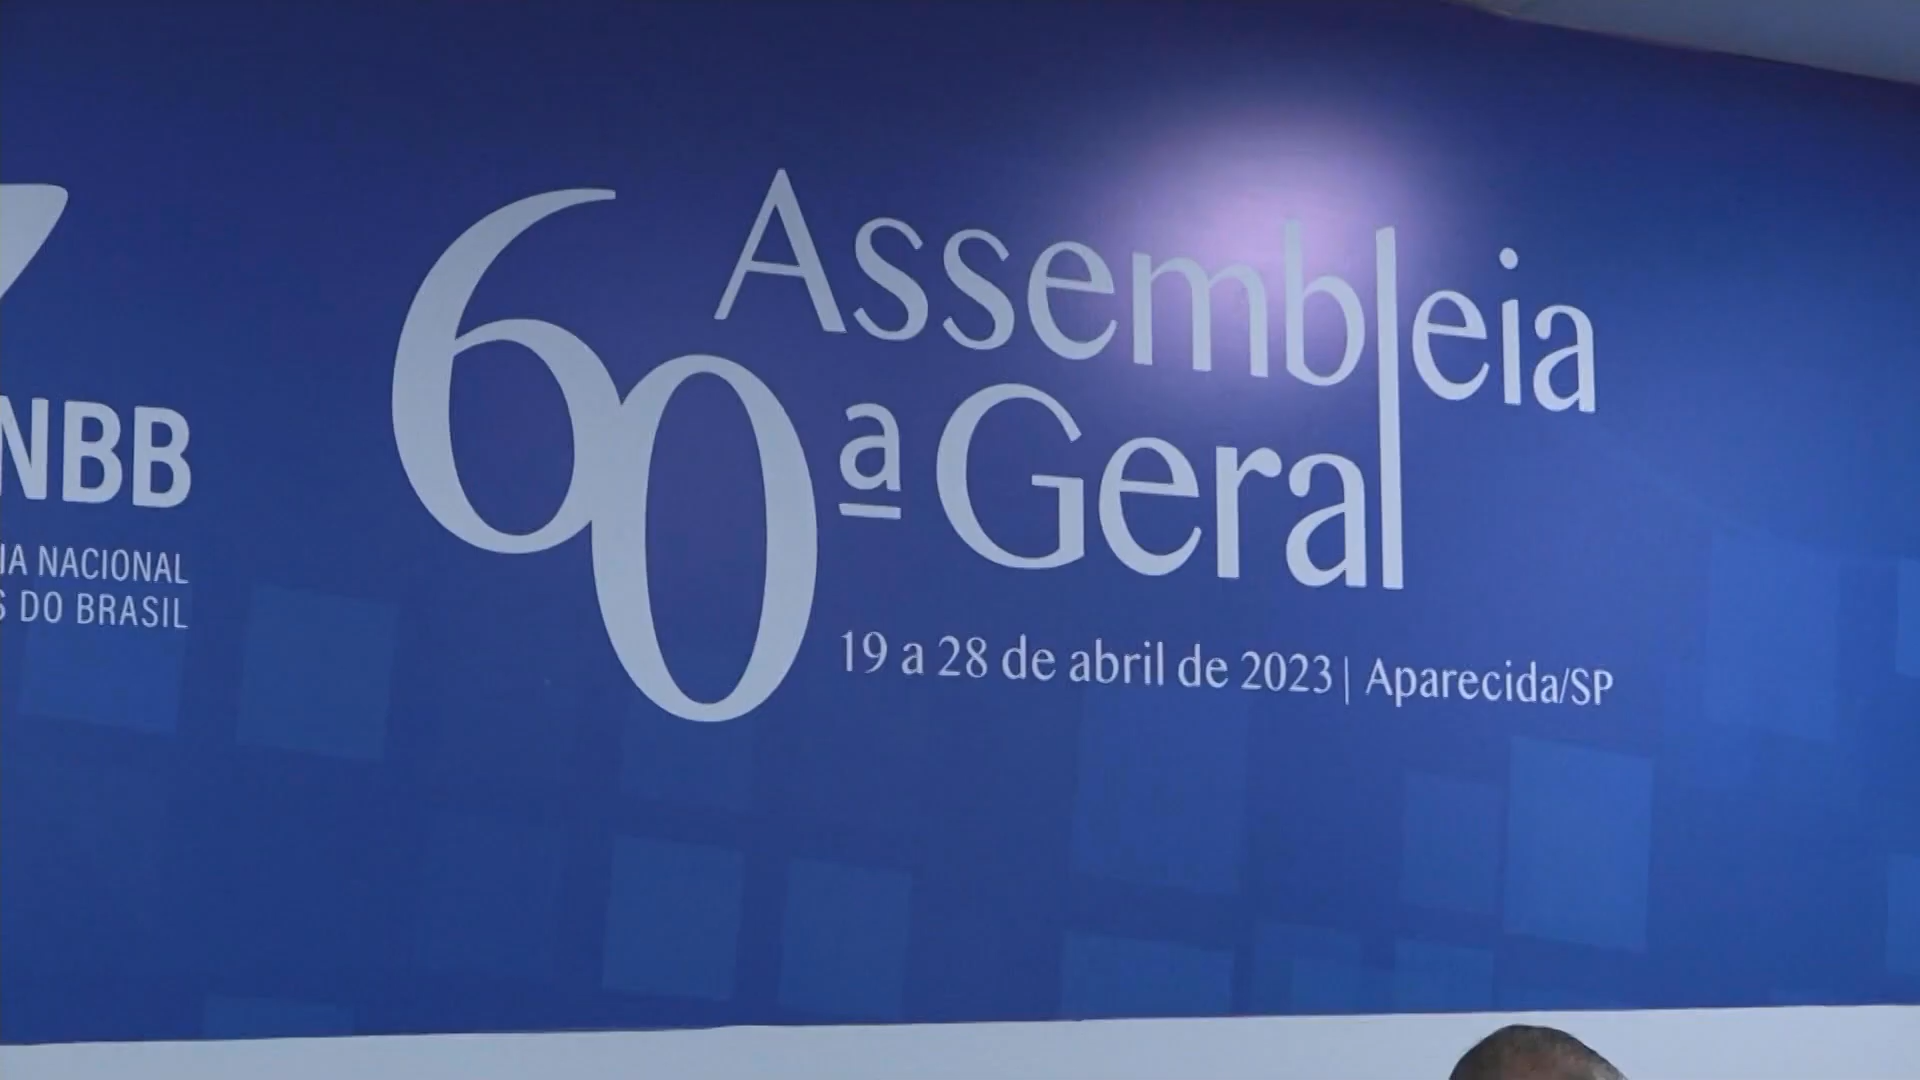 NBB
IA NACIONAL
S DO BRASIL
60ª Assembleia
Geral
19 a 28 de abril de 2023 | Aparecida/SP